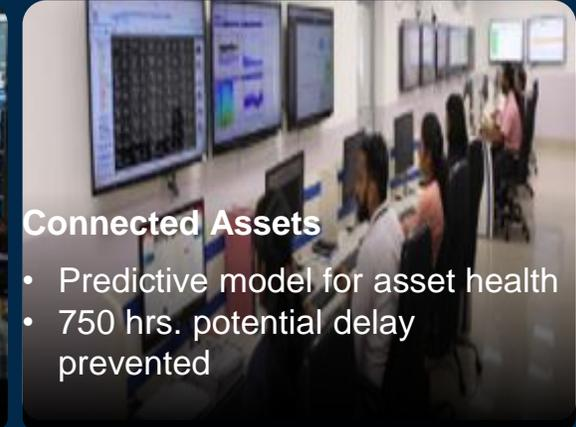 Connected Assets
• Predictive model for asset health
• 750 hrs. potential delay
prevented